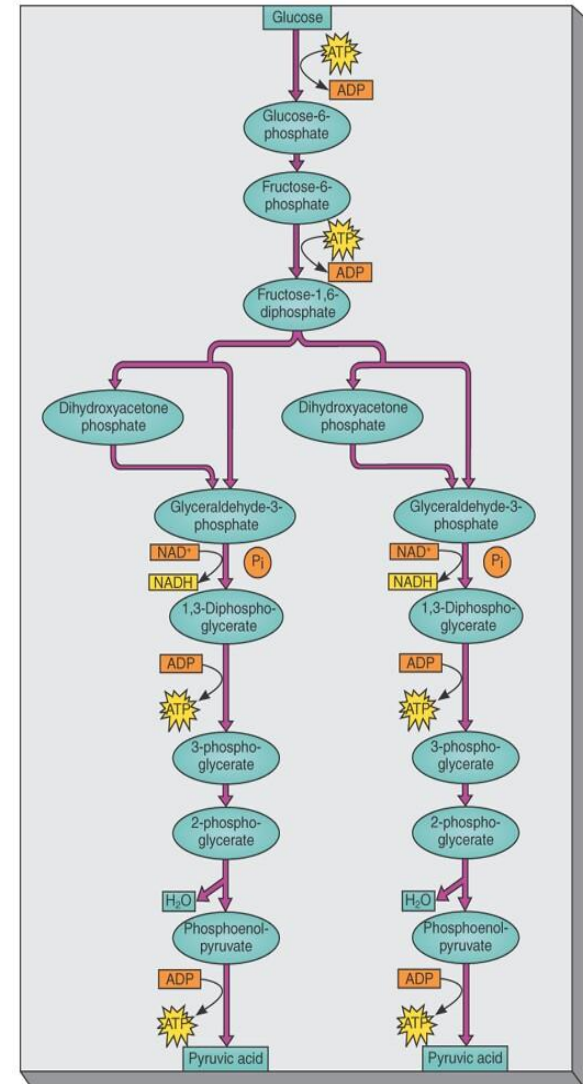 Glucose
ATP
ADP
Glucose-6-
phosphate
Fructose-6-
phosphate
ATP
ADP
Fructose-1,6-
diphosphate
Dihydroxyacetone
phosphate
Dihydroxyacetone
phosphate
Glyceraldehyde-3-
phosphate
Glyceraldehyde-3-
phosphate
NAD⁺
Pi
NADH
NAD⁺
Pi
NADH
1,3-Diphospho-
glycerate
1,3-Diphospho-
glycerate
ADP
ATP
ADP
ATP
3-phospho-
glycerate
3-phospho-
glycerate
2-phospho-
glycerate
2-phospho-
glycerate
H₂O
H₂O
Phosphoenol-
pyruvate
Phosphoenol-
pyruvate
ADP
ATP
ADP
ATP
Pyruvic acid
Pyruvic acid